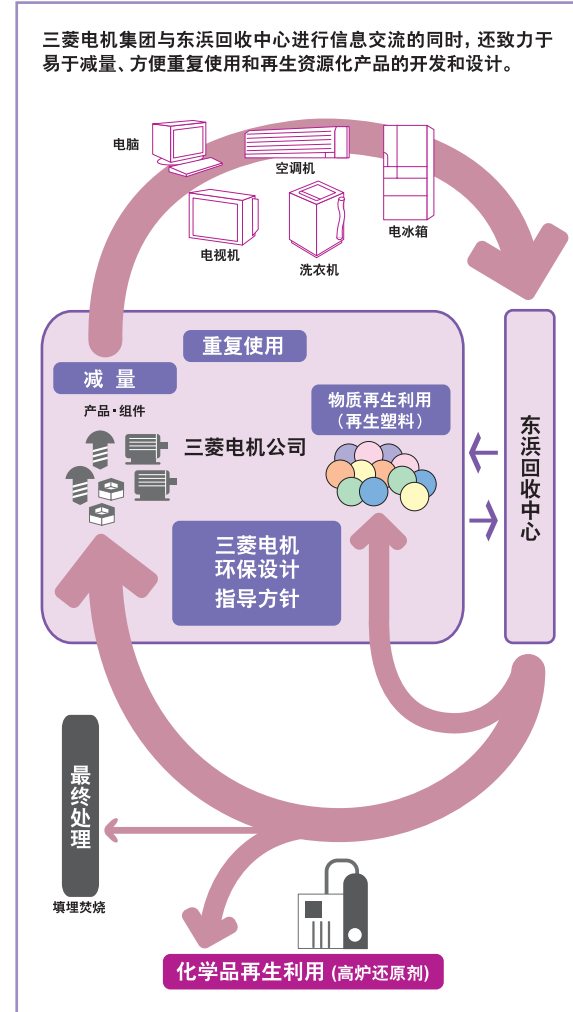 三菱电机集团与东浜回收中心进行信息交流的同时，还致力于
易于减量、方便重复使用和再生资源化产品的开发和设计。
电脑
空调机
电冰箱
电视机
洗衣机
重复使用
减 量
产品·组件
物质再生利用
（再生塑料）
三菱电机公司
三菱电机
环保设计
指导方针
东浜回收中心
最终处理
填埋焚烧
化学品再生利用 (高炉还原剂)